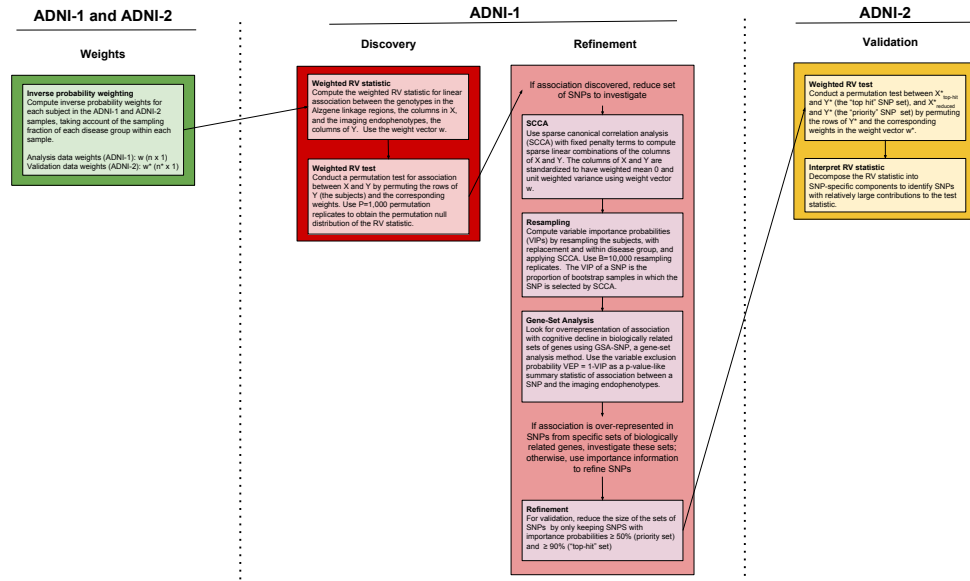 ADNI-1 and ADNI-2
Weights
Inverse probability weighting
Compute inverse probability weights for
each subject in the ADNI-1 and ADNI-2
samples, taking account of the sampling
fraction of each disease group within each
sample.
Analysis data weights (ADNI-1): w (n x 1)
Validation data weights (ADNI-2): w* (n* x 1)
ADNI-1
Discovery
Weighted RV statistic
Compute the weighted RV statistic for linear
association between the genotypes in the
Alzgene linkage regions, the columns in X,
and the imaging endophenotypes, the
columns of Y. Use the weight vector w.
Weighted RV test
Conduct a permutation test for association
between X and Y by permuting the rows of
Y (the subjects) and the corresponding
weights. Use P=1,000 permutation
replicates to obtain the permutation null
distribution of the RV statistic.
Refinement
If association discovered, reduce set
of SNPs to investigate
SCCA
Use sparse canonical correlation analysis
(SCCA) with fixed penalty terms to compute
sparse linear combinations of the columns
of X and Y. The columns of X and Y are
standardized to have weighted mean 0 and
unit weighted variance using weight vector
w.
Resampling
Compute variable importance probabilities
(VIPs) by resampling the subjects, with
replacement and within disease group, and
applying SCCA. Use B=10,000 resampling
replicates. The VIP of a SNP is the
proportion of bootstrap samples in which the
SNP is selected by SCCA.
Gene-Set Analysis
Look for overrepresentation of association
with cognitive decline in biologically related
sets of genes using GSA-SNP, a gene-set
analysis method. Use the variable exclusion
probability VEP = 1-VIP as a p-value-like
summary statistic of association between a
SNP and the imaging endophenotypes.
If association is over-represented in
SNPs from specific sets of biologically
related genes, investigate these sets;
otherwise, use importance information
to refine SNPs
Refinement
For validation, reduce the size of the sets of
SNPs by only keeping SNPS with
importance probabilities ≥ 50% (priority set)
and ≥ 90% ("top-hit" set)
ADNI-2
Validation
Weighted RV test
Conduct a permutation test between X*top-hit
and Y* (the "top hit" SNP set), and X*reduced
and Y* (the "priority" SNP set) by permuting
the rows of Y* and the corresponding
weights in the weight vector w*.
Interpret RV statistic
Decompose the RV statistic into
SNP-specific components to identify SNPs
with relatively large contributions to the test
statistic.